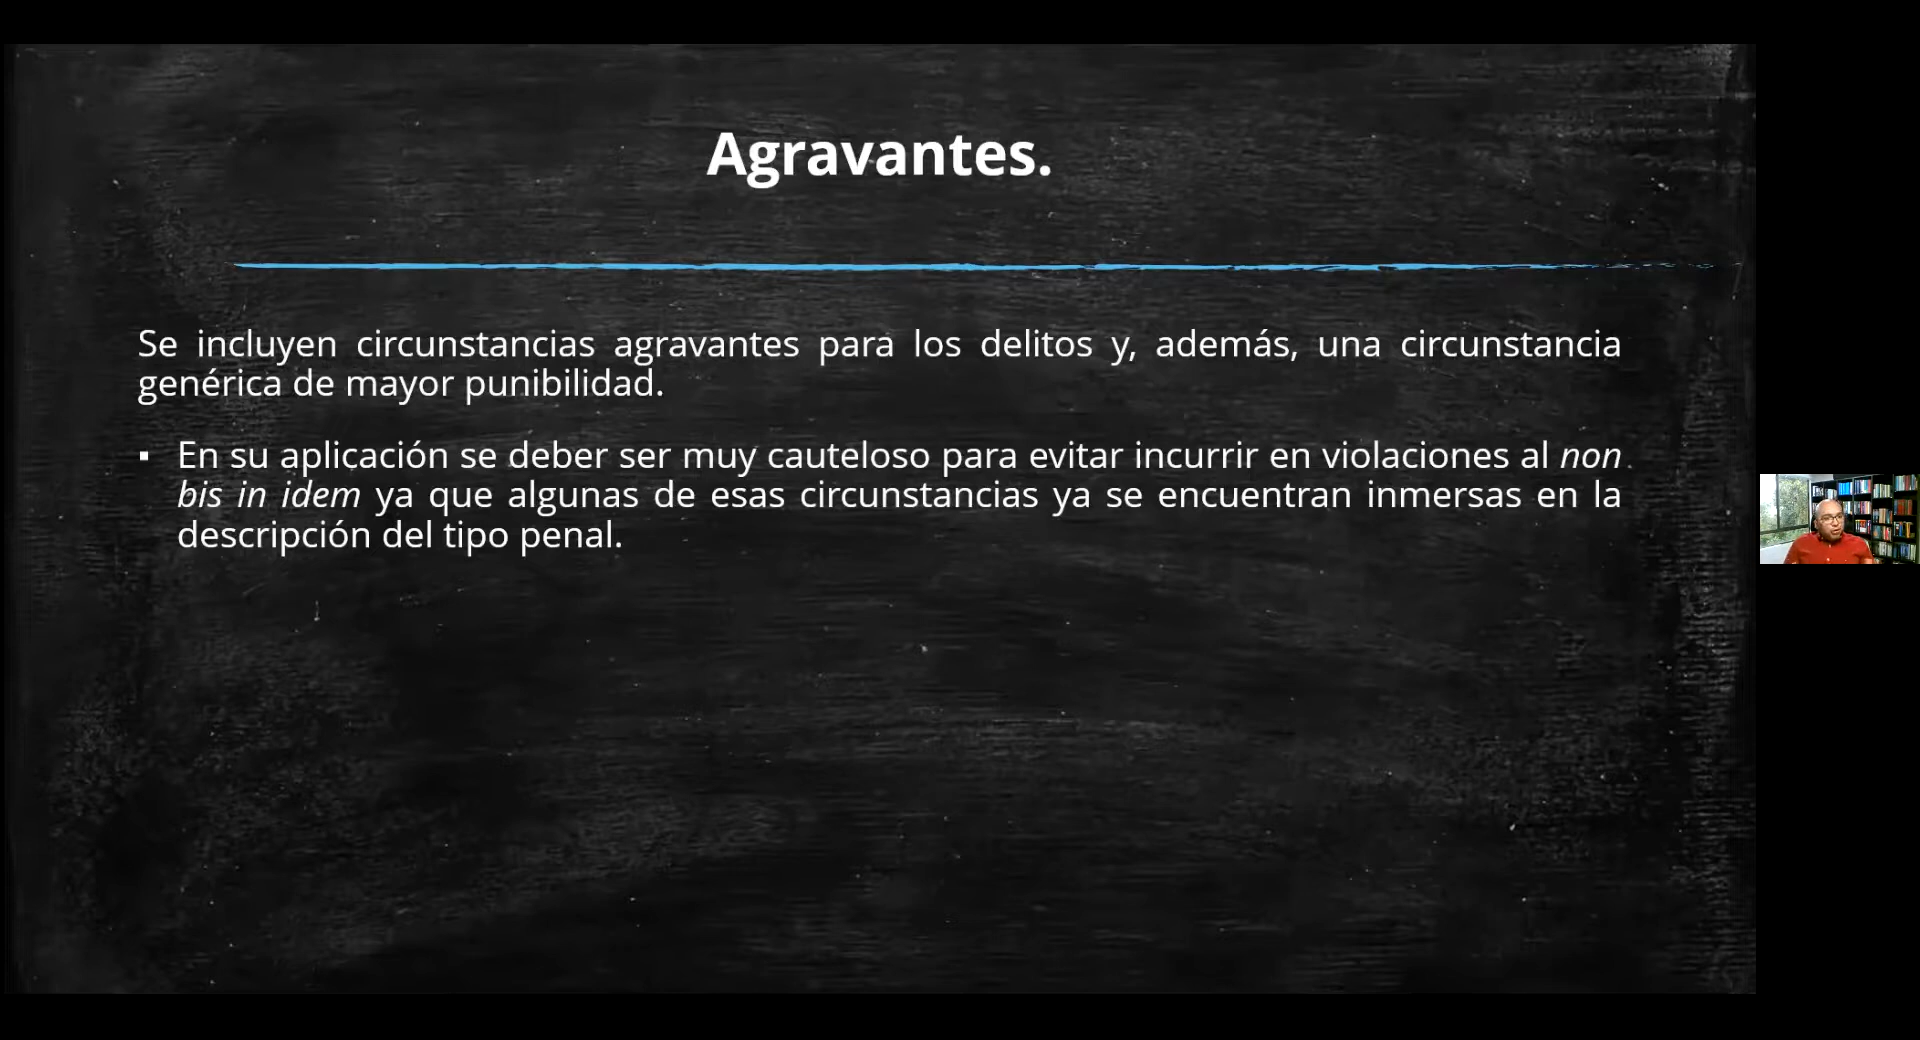 Agravantes.
Se incluyen circunstancias agravantes para los delitos y, además, una circunstancia
genérica de mayor punibilidad.
▪ En su aplicación se deber ser muy cauteloso para evitar incurrir en violaciones al non
bis in idem ya que algunas de esas circunstancias ya se encuentran inmersas en la
descripción del tipo penal.